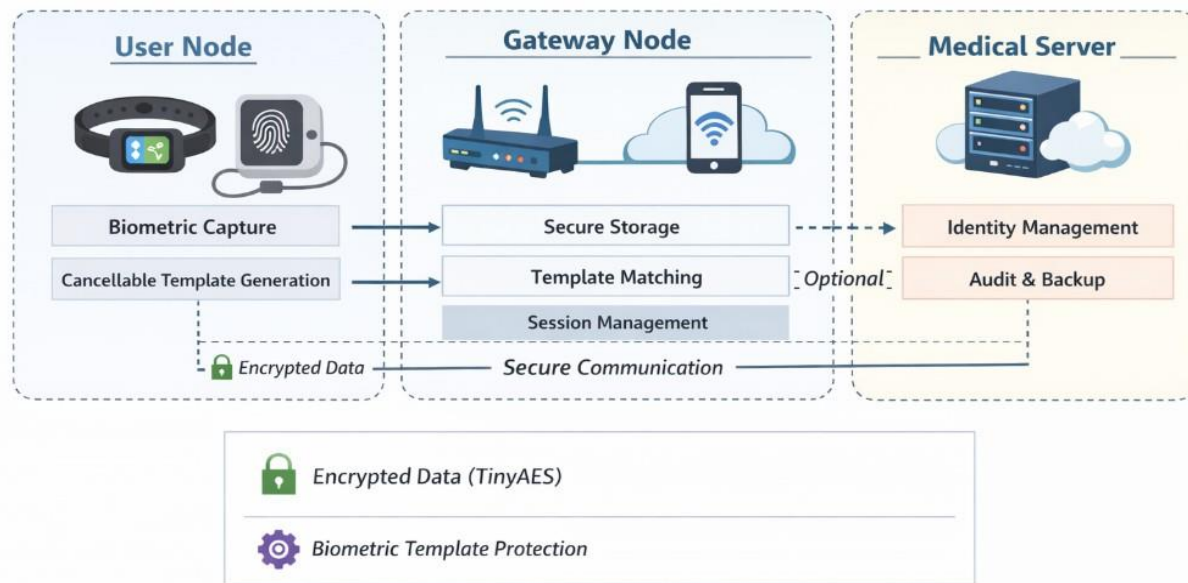 User Node
Gateway Node
Medical Server
Biometric Capture
Secure Storage
Identity Management
Cancellable Template Generation
Template Matching
Optional
Audit & Backup
Session Management
Encrypted Data
Secure Communication
Encrypted Data (TinyAES)
Biometric Template Protection